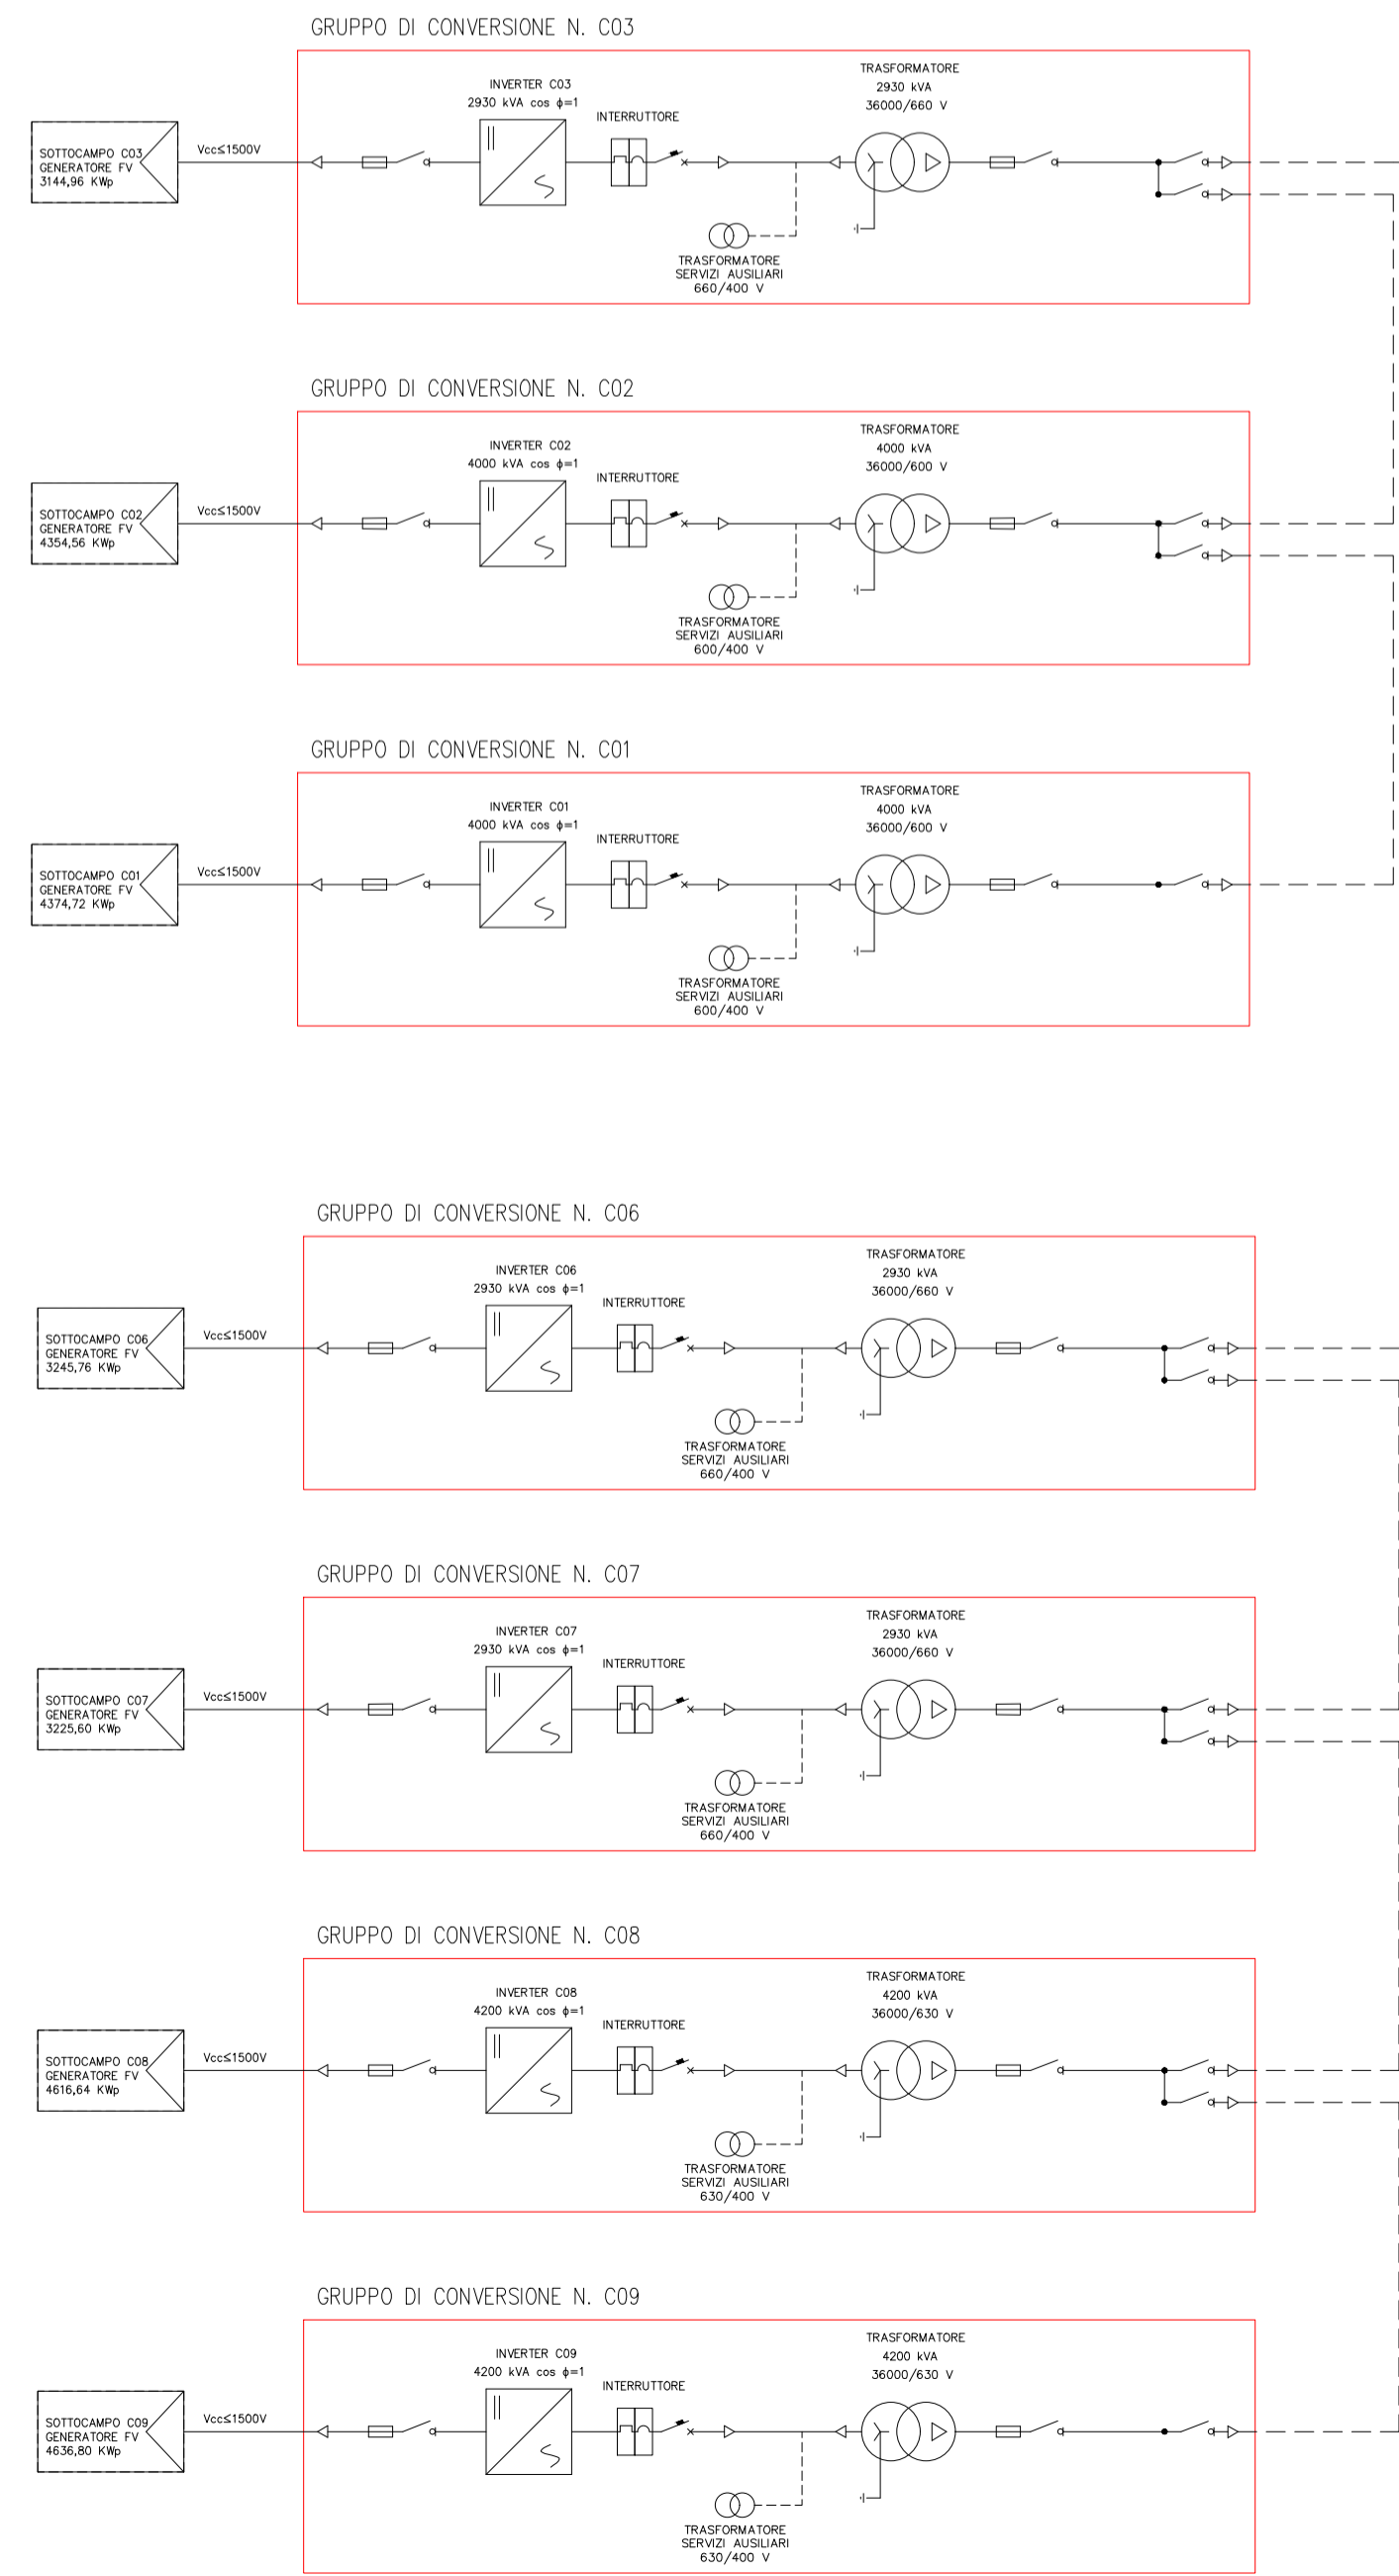 GRUPPO DI CONVERSIONE N. C03
TRASFORMATORE
2930 kVA
36000/660 V
INVERTER C03
2930 kVA cos ϕ=1
INTERRUTTORE
SOTTOCAMPO C03
GENERATORE FV
3144,96 KWp
Vcc≤1500V
TRASFORMATORE
SERVIZI AUSILIARI
660/400 V
GRUPPO DI CONVERSIONE N. C02
TRASFORMATORE
4000 kVA
36000/600 V
INVERTER C02
4000 kVA cos ϕ=1
INTERRUTTORE
SOTTOCAMPO C02
GENERATORE FV
4354,56 KWp
Vcc≤1500V
TRASFORMATORE
SERVIZI AUSILIARI
600/400 V
GRUPPO DI CONVERSIONE N. C01
TRASFORMATORE
4000 kVA
36000/600 V
INVERTER C01
4000 kVA cos ϕ=1
INTERRUTTORE
SOTTOCAMPO C01
GENERATORE FV
4374,72 KWp
Vcc≤1500V
TRASFORMATORE
SERVIZI AUSILIARI
600/400 V
GRUPPO DI CONVERSIONE N. C06
TRASFORMATORE
2930 kVA
36000/660 V
INVERTER C06
2930 kVA cos ϕ=1
INTERRUTTORE
SOTTOCAMPO C06
GENERATORE FV
3245,76 KWp
Vcc≤1500V
TRASFORMATORE
SERVIZI AUSILIARI
660/400 V
GRUPPO DI CONVERSIONE N. C07
TRASFORMATORE
2930 kVA
36000/660 V
INVERTER C07
2930 kVA cos ϕ=1
INTERRUTTORE
SOTTOCAMPO C07
GENERATORE FV
3225,60 KWp
Vcc≤1500V
TRASFORMATORE
SERVIZI AUSILIARI
660/400 V
GRUPPO DI CONVERSIONE N. C08
TRASFORMATORE
4200 kVA
36000/630 V
INVERTER C08
4200 kVA cos ϕ=1
INTERRUTTORE
SOTTOCAMPO C08
GENERATORE FV
4616,64 KWp
Vcc≤1500V
TRASFORMATORE
SERVIZI AUSILIARI
630/400 V
GRUPPO DI CONVERSIONE N. C09
TRASFORMATORE
4200 kVA
36000/630 V
INVERTER C09
4200 kVA cos ϕ=1
INTERRUTTORE
SOTTOCAMPO C09
GENERATORE FV
4636,80 KWp
Vcc≤1500V
TRASFORMATORE
SERVIZI AUSILIARI
630/400 V